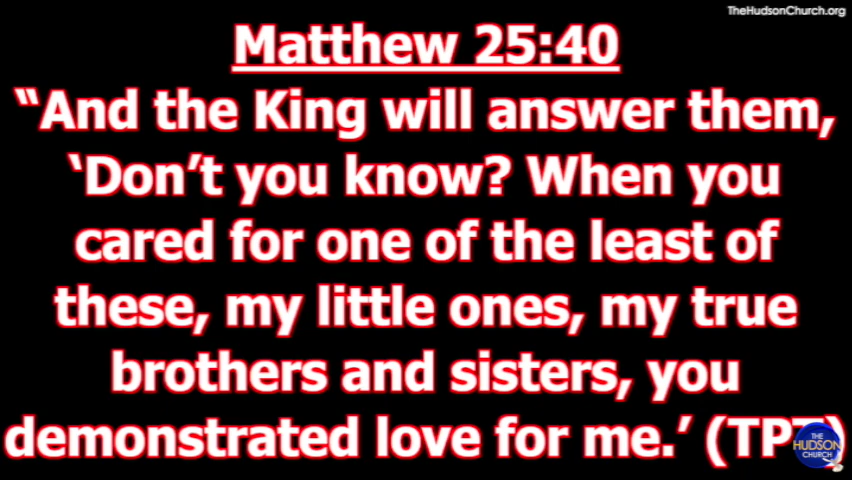 TheHudsonChurch.org
Matthew 25:40
“And the King will answer them,
‘Don’t you know? When you
cared for one of the least of
these, my little ones, my true
brothers and sisters, you
demonstrated love for me.’ (TPT)
THE
HUDSON
CHURCH